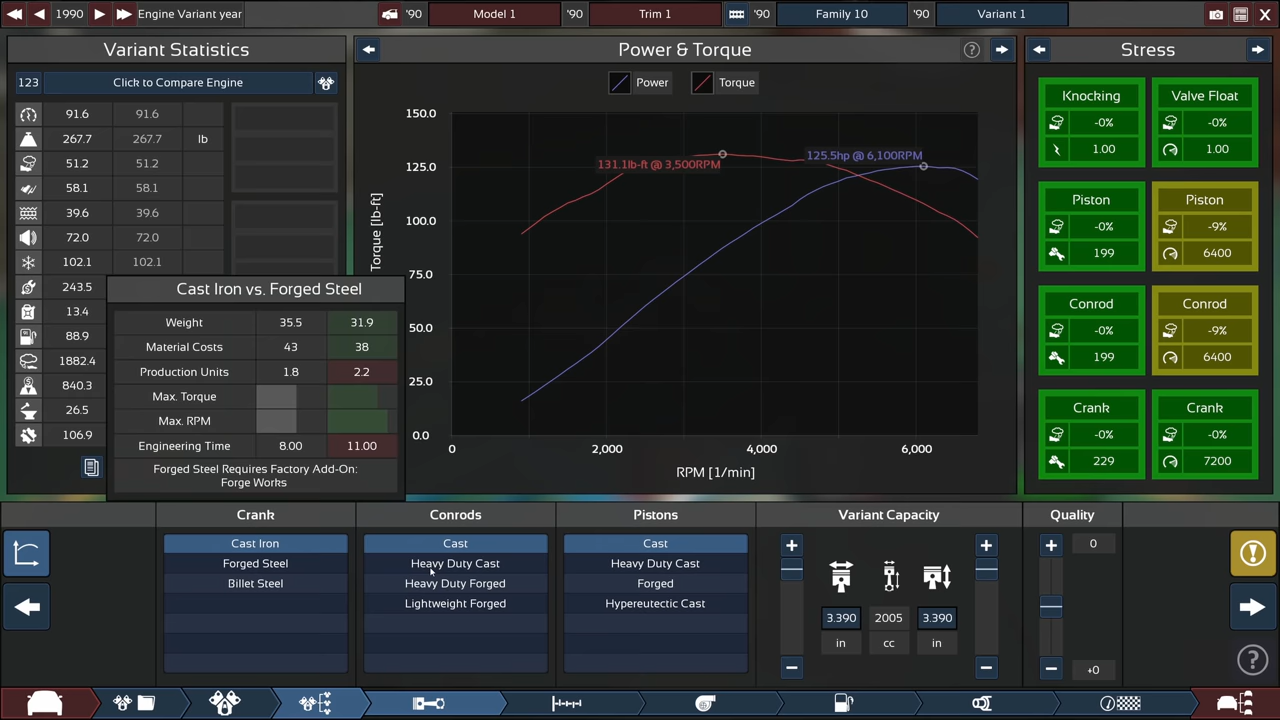 1990 Engine Variant year '90 Model 1 '90 Trim 1 '90 Family 10 '90 Variant 1
Variant Statistics
123 Click to Compare Engine
91.6 91.6
267.7 267.7 lb
51.2 51.2
58.1 58.1
39.6 39.6
72.0 72.0
102.1 102.1
243.5
13.4
88.9
1882.4
840.3
26.5
106.9
Cast Iron vs. Forged Steel
Weight 35.5 31.9
Material Costs 43 38
Production Units 1.8 2.2
Max. Torque
Max. RPM
Engineering Time 8.00 11.00
Forged Steel Requires Factory Add-On:
Forge Works
Power & Torque
?
Power Torque
Torque [lb-ft]
150.0
125.0
100.0
75.0
50.0
25.0
0.0
131.1lb-ft @ 3,500RPM
125.5hp @ 6,100RPM
0 2,000 4,000 6,000
RPM [1/min]
Stress
Knocking
-0%
1.00
Valve Float
-0%
1.00
Piston
-0%
199
Piston
-9%
6400
Conrod
-0%
199
Conrod
-9%
6400
Crank
-0%
229
Crank
-0%
7200
Crank
Cast Iron
Forged Steel
Billet Steel
Conrods
Cast
Heavy Duty Cast
Heavy Duty Forged
Lightweight Forged
Pistons
Cast
Heavy Duty Cast
Forged
Hypereutectic Cast
Variant Capacity
3.390 2005 3.390
in cc in
Quality
0
+0
?